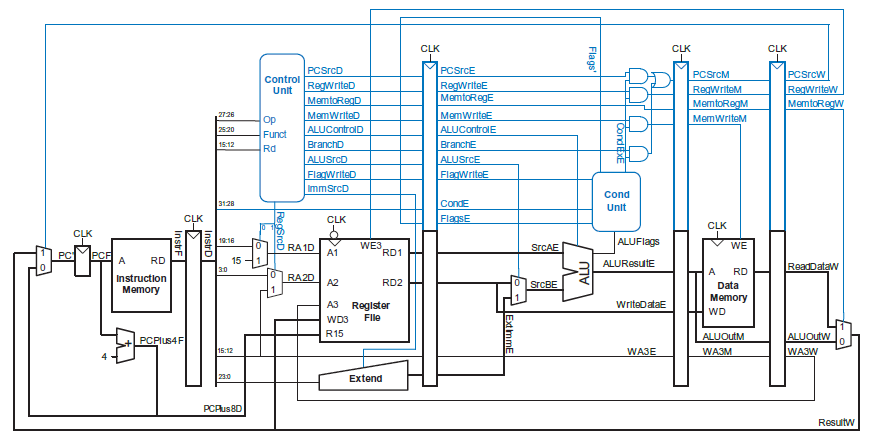 CLK
CLK
CLK
Control
Unit
PCSrcD
RegWriteD
MemtoRegD
MemWriteD
ALUControlD
BranchD
ALUSrcD
FlagWriteD
ImmSrcD
27:26
25:20
15:12
Op
Funct
Rd
PCSrcE
RegWriteE
MemtoRegE
MemWriteE
ALUControlE
BranchE
ALUSrcE
FlagWriteE
CondE
FlagsE
Flags'
CondExE
Cond
Unit
PCSrcM
RegWriteM
MemtoRegM
MemWriteM
PCSrcW
RegWriteW
MemtoRegW
31:28
RegSrcD
0 1
CLK
CLK
CLK
CLK
1
0
PC'
PCF
A
RD
Instruction
Memory
InstrF
InstrD
19:16
15
0
1
RA1D
3:0
0
1
RA2D
WE3
A1
RD1
A2
RD2
A3
Register
File
WD3
R15
SrcAE
0
1
SrcBE
ALU
ALUFlags
ALUResultE
WriteDataE
ExtImmE
WE
A
RD
Data
Memory
WD
ReadDataW
1
0
ALUOutM
ALUOutW
4
+
PCPlus4F
15:12
WA3E
WA3M
WA3W
23:0
Extend
PCPlus8D
ResultW